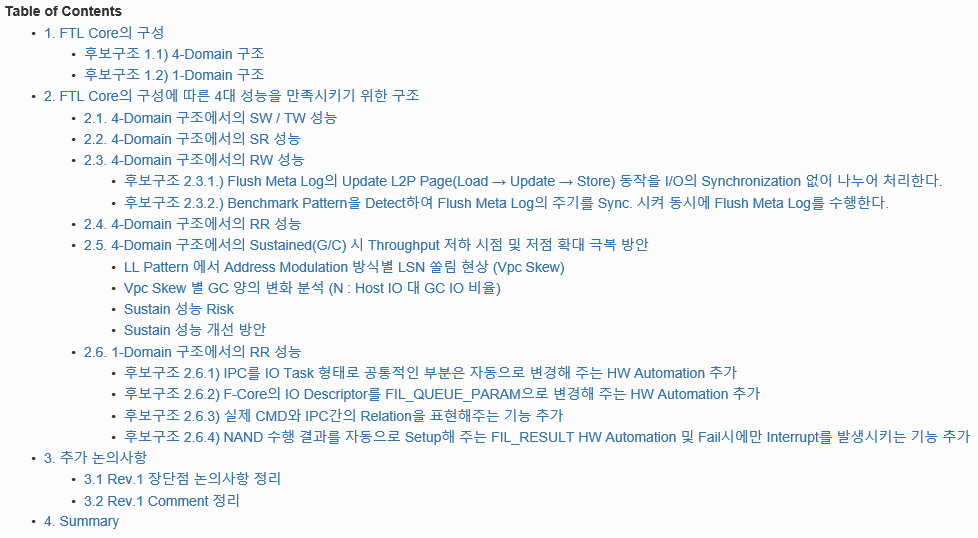 Table of Contents
1. FTL Core의 구성
후보구조 1.1) 4-Domain 구조
후보구조 1.2) 1-Domain 구조
2. FTL Core의 구성에 따른 4대 성능을 만족시키기 위한 구조
2.1. 4-Domain 구조에서의 SW / TW 성능
2.2. 4-Domain 구조에서의 SR 성능
2.3. 4-Domain 구조에서의 RW 성능
후보구조 2.3.1.) Flush Meta Log의 Update L2P Page(Load → Update → Store) 동작을 I/O의 Synchronization 없이 나누어 처리한다.
후보구조 2.3.2.) Benchmark Pattern을 Detect하여 Flush Meta Log의 주기를 Sync. 시켜 동시에 Flush Meta Log를 수행한다.
2.4. 4-Domain 구조에서의 RR 성능
2.5. 4-Domain 구조에서의 Sustained(G/C) 시 Throughput 저하 시점 및 저점 확대 극복 방안
LL Pattern 에서 Address Modulation 방식별 LSN 쏠림 현상 (Vpc Skew)
Vpc Skew 별 GC 양의 변화 분석 (N : Host IO 대 GC IO 비율)
Sustain 성능 Risk
Sustain 성능 개선 방안
2.6. 1-Domain 구조에서의 RR 성능
후보구조 2.6.1) IPC를 IO Task 형태로 공통적인 부분은 자동으로 변경해 주는 HW Automation 추가
후보구조 2.6.2) F-Core의 IO Descriptor를 FIL_QUEUE_PARAM으로 변경해 주는 HW Automation 추가
후보구조 2.6.3) 실제 CMD와 IPC간의 Relation을 표현해주는 기능 추가
후보구조 2.6.4) NAND 수행 결과를 자동으로 Setup해 주는 FIL_RESULT HW Automation 및 Fail시에만 Interrupt를 발생시키는 기능 추가
3. 추가 논의사항
3.1 Rev.1 장단점 논의사항 정리
3.2 Rev.1 Comment 정리
4. Summary